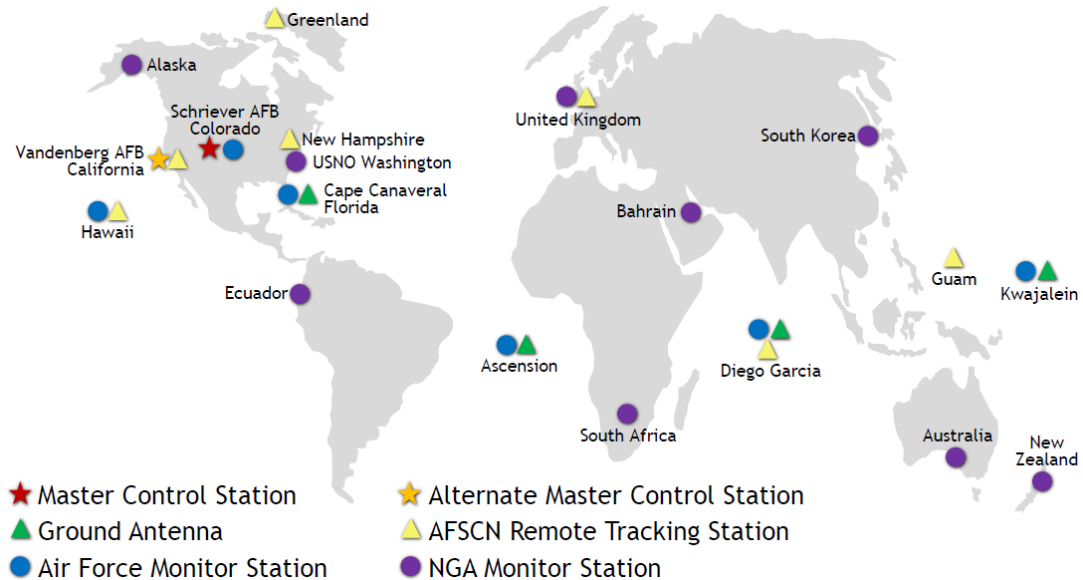 Greenland
Alaska
Schriever AFB
Colorado
United Kingdom
New Hampshire
South Korea
USNO Washington
Vandenberg AFB
California
Cape Canaveral
Florida
Bahrain
Hawaii
Guam
Ecuador
Kwajalein
Ascension
Diego Garcia
South Africa
Australia
New
Zealand
Master Control Station
Alternate Master Control Station
Ground Antenna
AFSCN Remote Tracking Station
Air Force Monitor Station
NGA Monitor Station